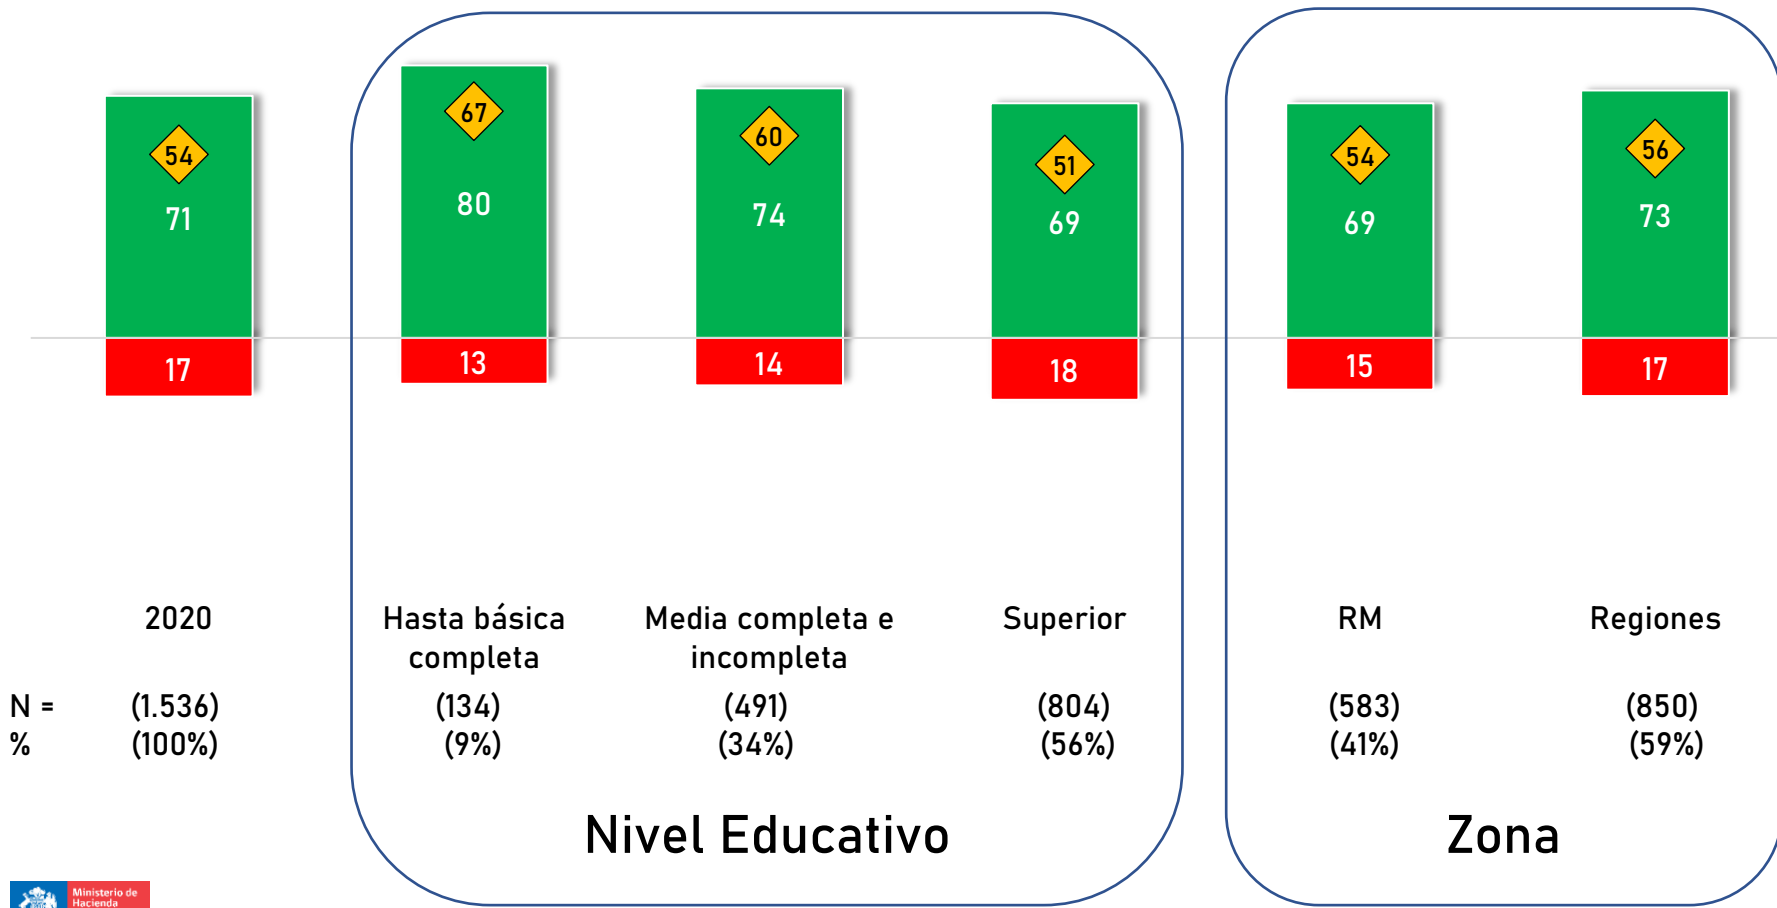 54 67 60 51 54 56
71 80 74 69 69 73
17 13 14 18 15 17
2020 Hasta básica Media completa e Superior RM Regiones
completa incompleta
N = (1.536) (134) (491) (804) (583) (850)
% (100%) (9%) (34%) (56%) (41%) (59%)
Nivel Educativo Zona
Ministerio de
Hacienda